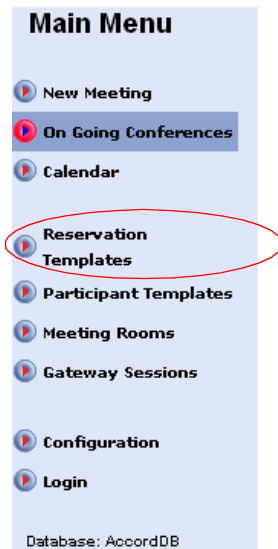 Main Menu
New Meeting
On Going Conferences
Calendar
Reservation
Templates
Participant Templates
Meeting Rooms
Gateway Sessions
Configuration
Login
Database: AccordDB